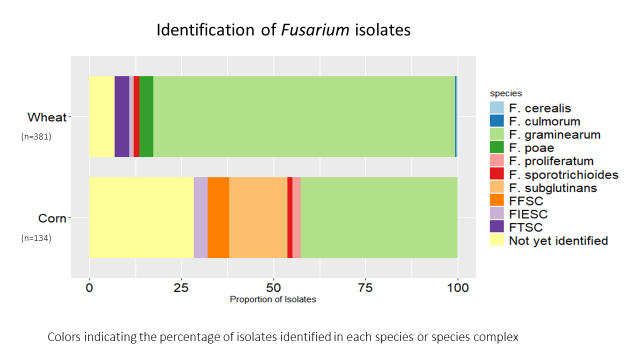 Identification of Fusarium isolates
species
F. cerealis
F. culmorum
F. graminearum
F. poae
F. proliferatum
F. sporotrichioides
F. subglutinans
FFSC
FIESC
FTSC
Not yet identified
Wheat
(n=381)
Corn
(n=134)
0 25 50 75 100
Proportion of Isolates
Colors indicating the percentage of isolates identified in each species or species complex